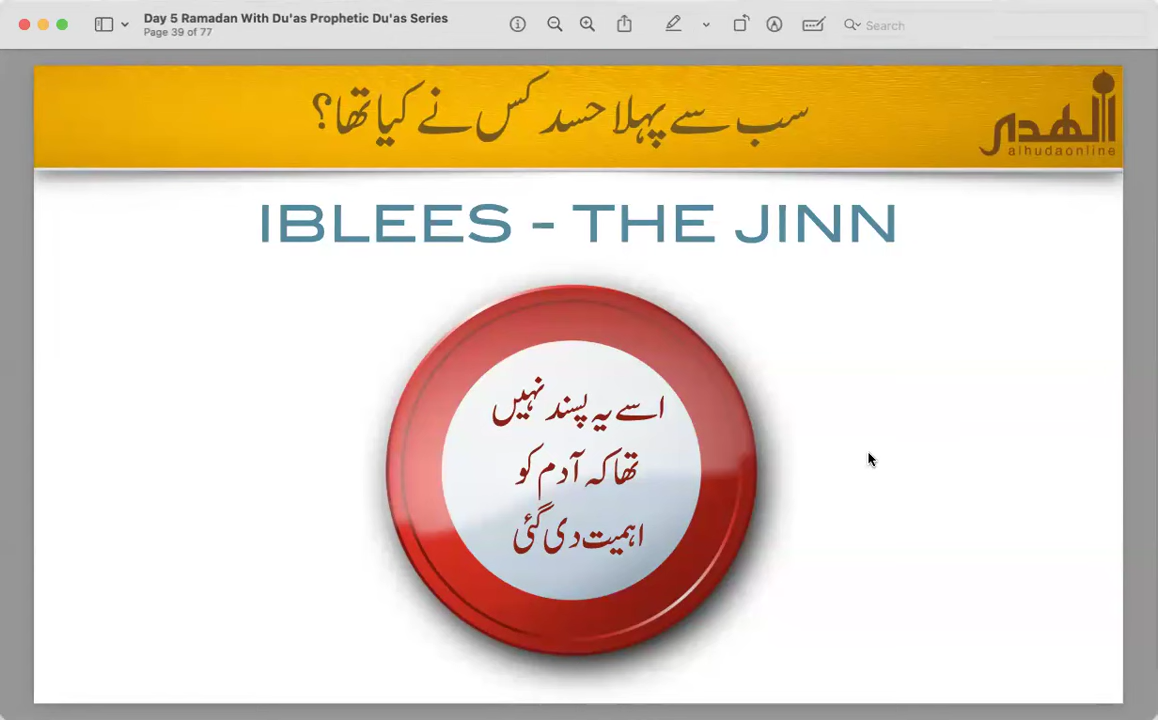 Day 5 Ramadan With Du'as Prophetic Du'as Series
Page 39 of 77
Search
سب سے پہلا حسد کس نے کیا تھا؟
الهدى
alhudaonline
IBLEES - THE JINN
اسے یہ پسند نہیں
تھا کہ آدم کو
اہمیت دی گئی